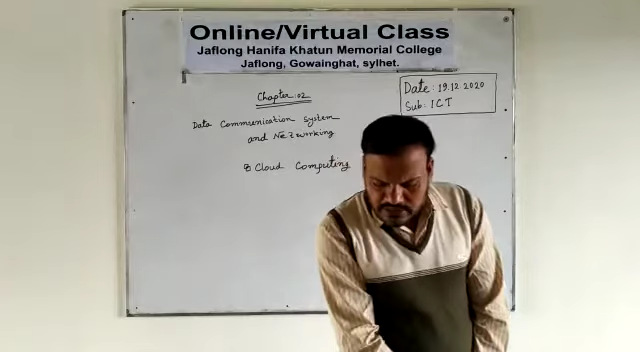 Online/Virtual Class
Jaflong Hanifa Khatun Memorial College
Jaflong, Gowainghat, sylhet.
Date: 19.12.2020
Sub: ICT
Chapter: 02
Data Communication System
and Networking
Cloud Computing